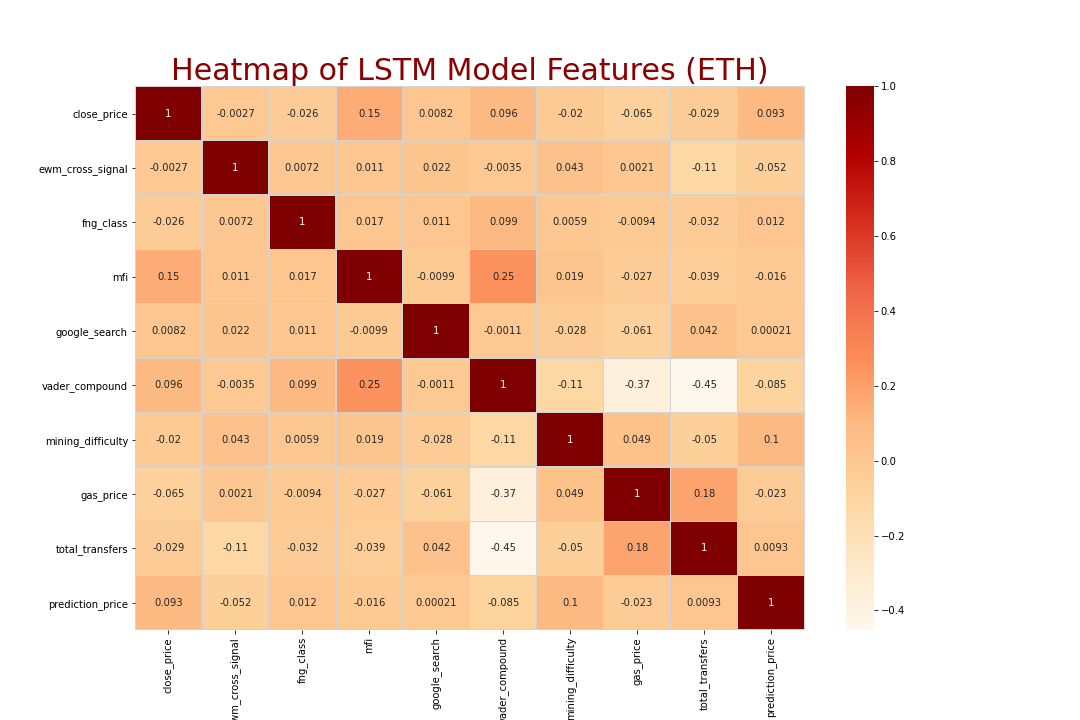 Heatmap of LSTM Model Features (ETH)
close_price 1 -0.0027 -0.026 0.15 0.0082 0.096 -0.02 -0.065 -0.029 0.093
ewm_cross_signal -0.0027 1 0.0072 0.011 0.022 -0.0035 0.043 0.0021 -0.11 -0.052
fng_class -0.026 0.0072 1 0.017 0.011 0.099 0.0059 -0.0094 -0.032 0.012
mfi 0.15 0.011 0.017 1 -0.0099 0.25 0.019 -0.027 -0.039 -0.016
google_search 0.0082 0.022 0.011 -0.0099 1 -0.0011 -0.028 -0.061 0.042 0.00021
vader_compound 0.096 -0.0035 0.099 0.25 -0.0011 1 -0.11 -0.37 -0.45 -0.085
mining_difficulty -0.02 0.043 0.0059 0.019 -0.028 -0.11 1 0.049 -0.05 0.1
gas_price -0.065 0.0021 -0.0094 -0.027 -0.061 -0.37 0.049 1 0.18 -0.023
total_transfers -0.029 -0.11 -0.032 -0.039 0.042 -0.45 -0.05 0.18 1 0.0093
prediction_price 0.093 -0.052 0.012 -0.016 0.00021 -0.085 0.1 -0.023 0.0093 1
close_price
wm_cross_signal
fng_class
mfi
google_search
ader_compound
mining_difficulty
gas_price
total_transfers
prediction_price
1.0
0.8
0.6
0.4
0.2
0.0
−0.2
−0.4